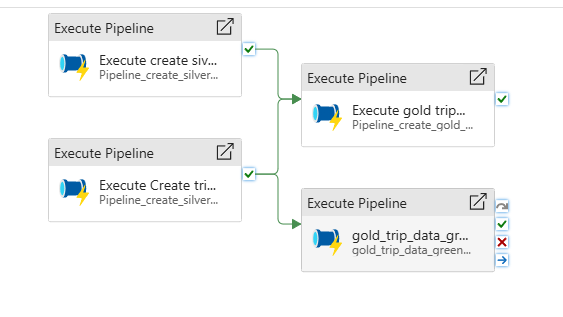 Execute Pipeline
Execute create siv...
Pipeline_create_silver...
Execute Pipeline
Execute gold trip...
Pipeline_create_gold_...
Execute Pipeline
Execute Create tri...
Pipeline_create_silver...
Execute Pipeline
gold_trip_data_gr...
gold_trip_data_green...